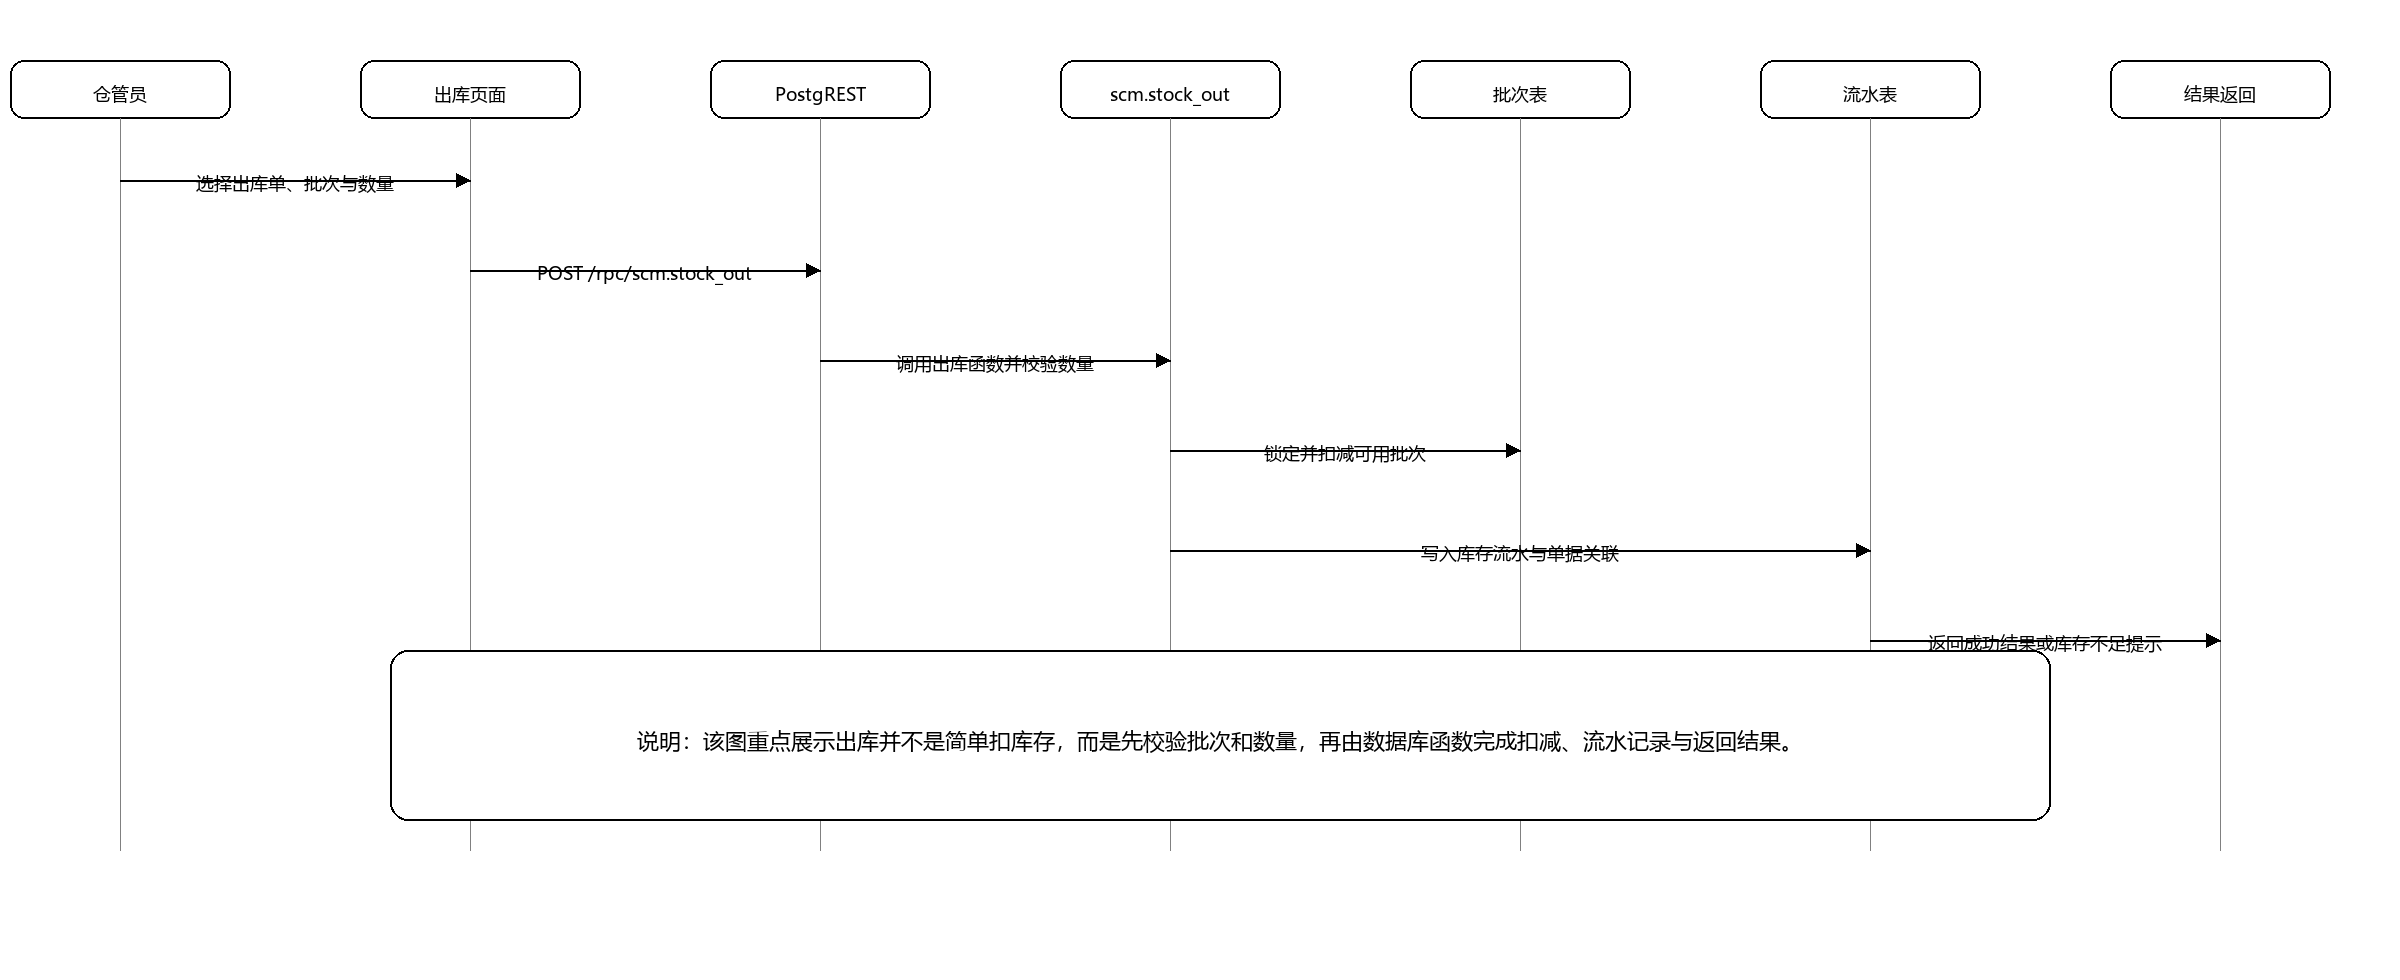 仓管员
出库页面
PostgREST
scm.stock_out
批次表
流水表
结果返回
选择出库单、批次与数量
POST /rpc/scm.stock_out
调用出库函数并校验数量
锁定并扣减可用批次
写入库存流水与单据关联
返回成功结果或库存不足提示
说明：该图重点展示出库并不是简单扣库存，而是先校验批次和数量，再由数据库函数完成扣减、流水记录与返回结果。